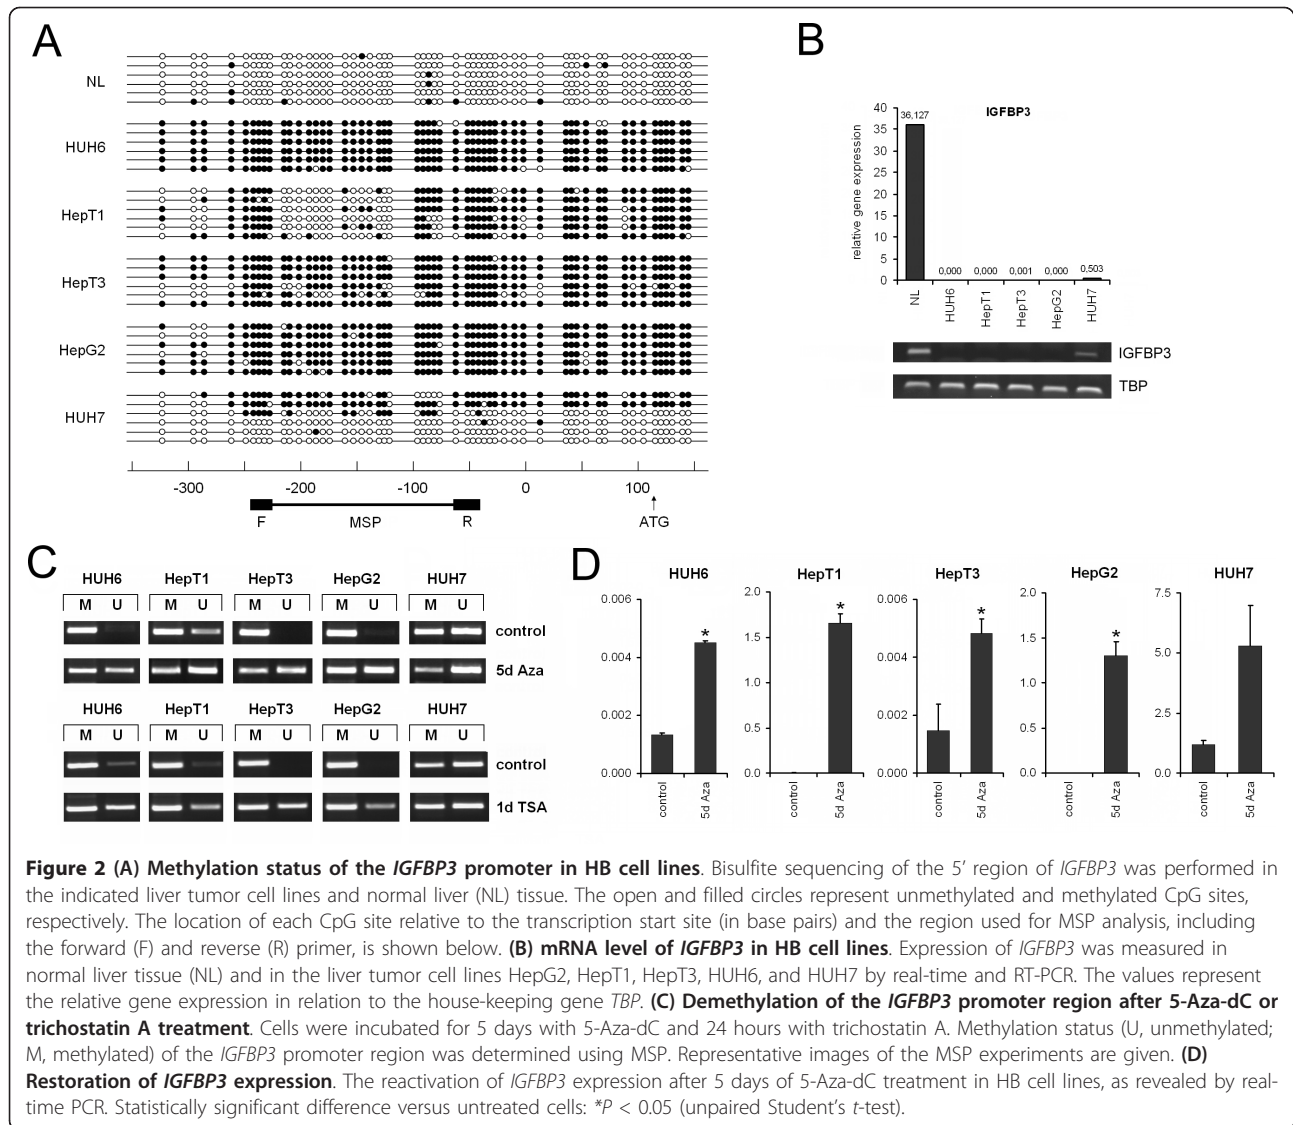 A
NL
HUH6
HepT1
HepT3
HepG2
HUH7
-300 -200 -100 0 100
F MSP R ATG
B
IGFBP3
relative gene expression
40
35
30
25
20
15
10
5
0
36,127 0,000 0,000 0,001 0,000 0,503
NL HUH6 HepT1 HepT3 HepG2 HUH7
IGFBP3
TBP
C
HUH6 HepT1 HepT3 HepG2 HUH7
M U M U M U M U M U
control
5d Aza
HUH6 HepT1 HepT3 HepG2 HUH7
M U M U M U M U M U
control
1d TSA
D
HUH6
0.006
0.004
0.002
0.000
*
control 5d Aza
HepT1
2.0
1.5
1.0
0.5
0.0
*
control 5d Aza
HepT3
0.006
0.004
0.002
0.000
*
control 5d Aza
HepG2
2.0
1.5
1.0
0.5
0.0
*
control 5d Aza
HUH7
7.5
5.0
2.5
0.0
control 5d Aza
Figure 2 (A) Methylation status of the IGFBP3 promoter in HB cell lines. Bisulfite sequencing of the 5′ region of IGFBP3 was performed in
the indicated liver tumor cell lines and normal liver (NL) tissue. The open and filled circles represent unmethylated and methylated CpG sites,
respectively. The location of each CpG site relative to the transcription start site (in base pairs) and the region used for MSP analysis, including
the forward (F) and reverse (R) primer, is shown below. (B) mRNA level of IGFBP3 in HB cell lines. Expression of IGFBP3 was measured in
normal liver tissue (NL) and in the liver tumor cell lines HepG2, HepT1, HepT3, HUH6, and HUH7 by real-time and RT-PCR. The values represent
the relative gene expression in relation to the house-keeping gene TBP. (C) Demethylation of the IGFBP3 promoter region after 5-Aza-dC or
trichostatin A treatment. Cells were incubated for 5 days with 5-Aza-dC and 24 hours with trichostatin A. Methylation status (U, unmethylated;
M, methylated) of the IGFBP3 promoter region was determined using MSP. Representative images of the MSP experiments are given. (D)
Restoration of IGFBP3 expression. The reactivation of IGFBP3 expression after 5 days of 5-Aza-dC treatment in HB cell lines, as revealed by real-
time PCR. Statistically significant difference versus untreated cells: *P < 0.05 (unpaired Student's t-test).